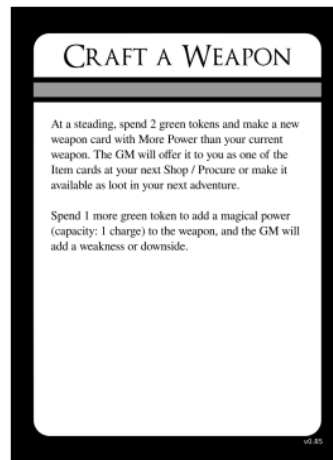 CRAFT A WEAPON
At a steading, spend 2 green tokens and make a new
weapon card with More Power than your current
weapon. The GM will offer it to you as one of the
Item cards at your next Shop / Procure or make it
available as loot in your next adventure.
Spend 1 more green token to add a magical power
(capacity: 1 charge) to the weapon, and the GM will
add a weakness or downside.
v0.85